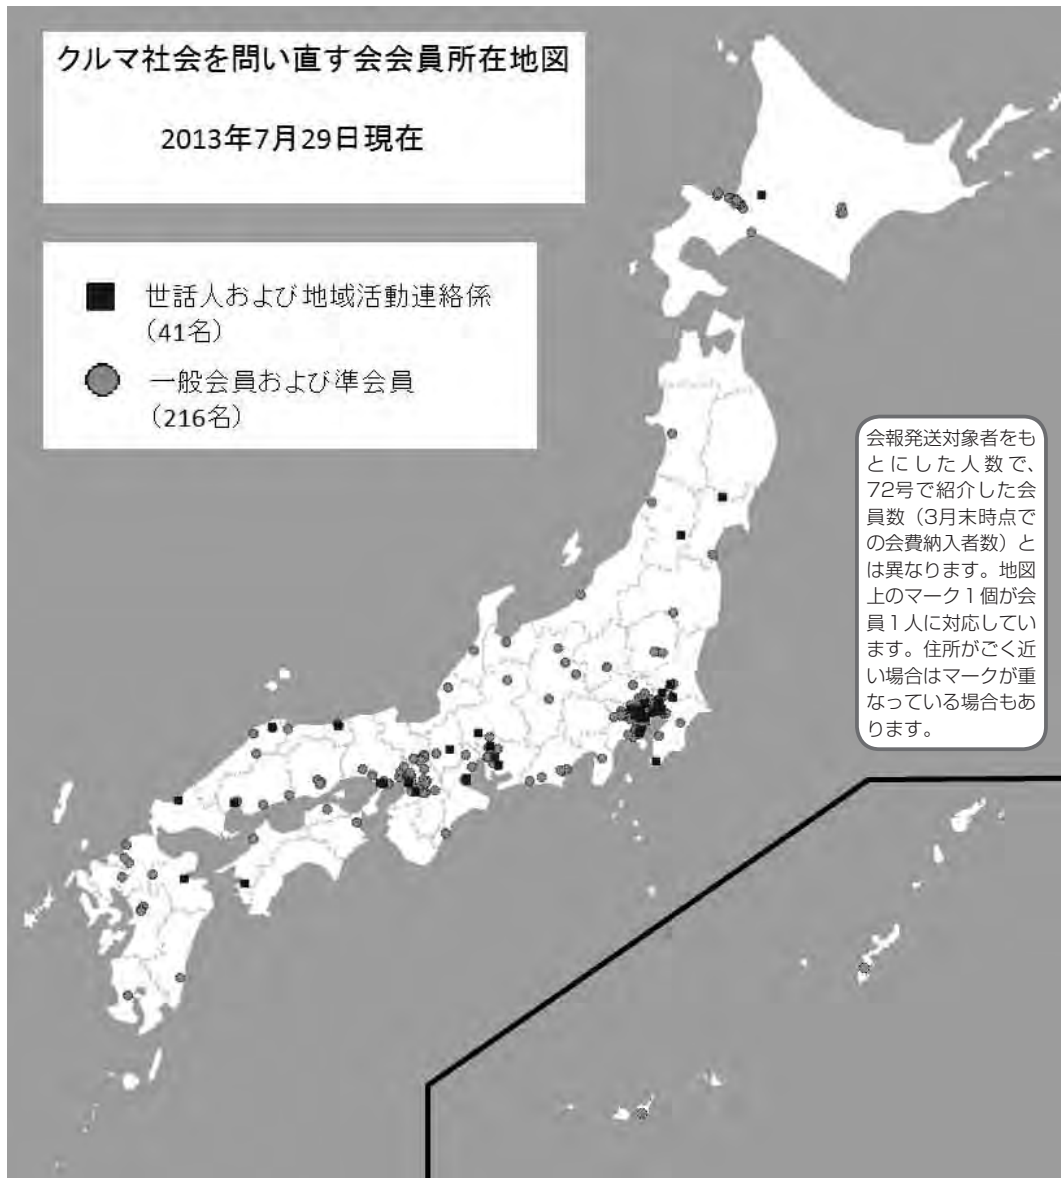 クルマ社会を問い直す会会員所在地図
2013年7月29日現在
世話人および地域活動連絡係
（41名）
一般会員および準会員
（216名）
会報発送対象者をも
とにした人数で、
72号で紹介した会
員数（3月末時点で
の会費納入者数）と
は異なります。地図
上のマーク１個が会
員１人に対応してい
ます。住所がごく近
い場合はマークが重
なっている場合もあ
ります。